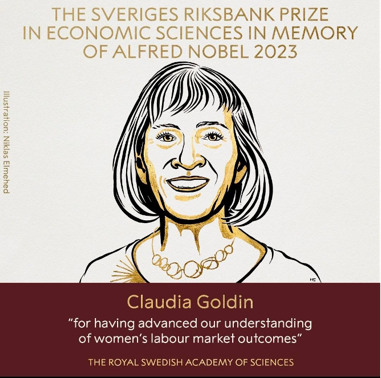 THE SVERIGES RIKSBANK PRIZE
IN ECONOMIC SCIENCES IN MEMORY
OF ALFRED NOBEL 2023
Illustration: Niklas Elmehed
Claudia Goldin
“for having advanced our understanding
of women’s labour market outcomes”
THE ROYAL SWEDISH ACADEMY OF SCIENCES